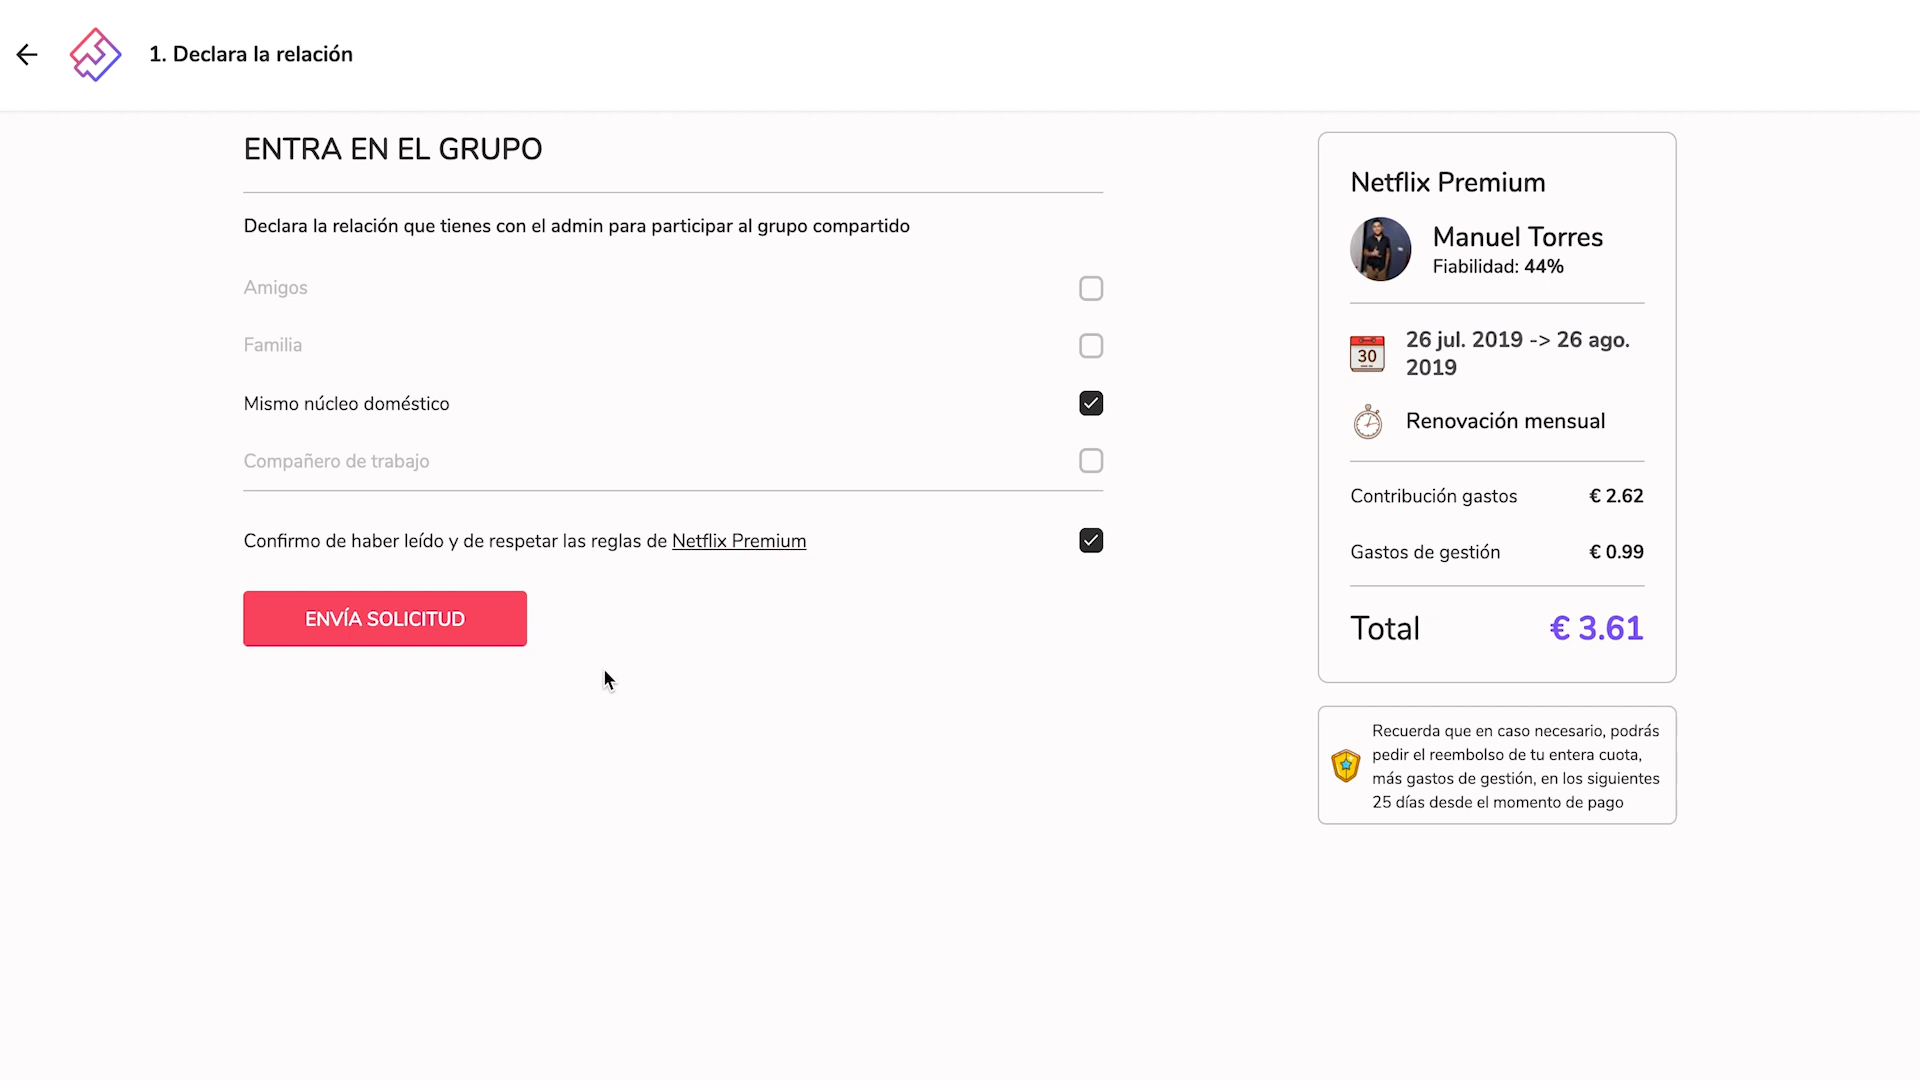 1. Declara la relación
ENTRA EN EL GRUPO
Declara la relación que tienes con el admin para participar al grupo compartido
Amigos
Familia
Mismo núcleo doméstico
Compañero de trabajo
Confirmo de haber leído y de respetar las reglas de Netflix Premium
ENVÍA SOLICITUD
Netflix Premium
Manuel Torres
Fiabilidad: 44%
30
26 jul. 2019 -> 26 ago.
2019
Renovación mensual
Contribución gastos € 2.62
Gastos de gestión € 0.99
Total € 3.61
Recuerda que en caso necesario, podrás
pedir el reembolso de tu entera cuota,
más gastos de gestión, en los siguientes
25 días desde el momento de pago